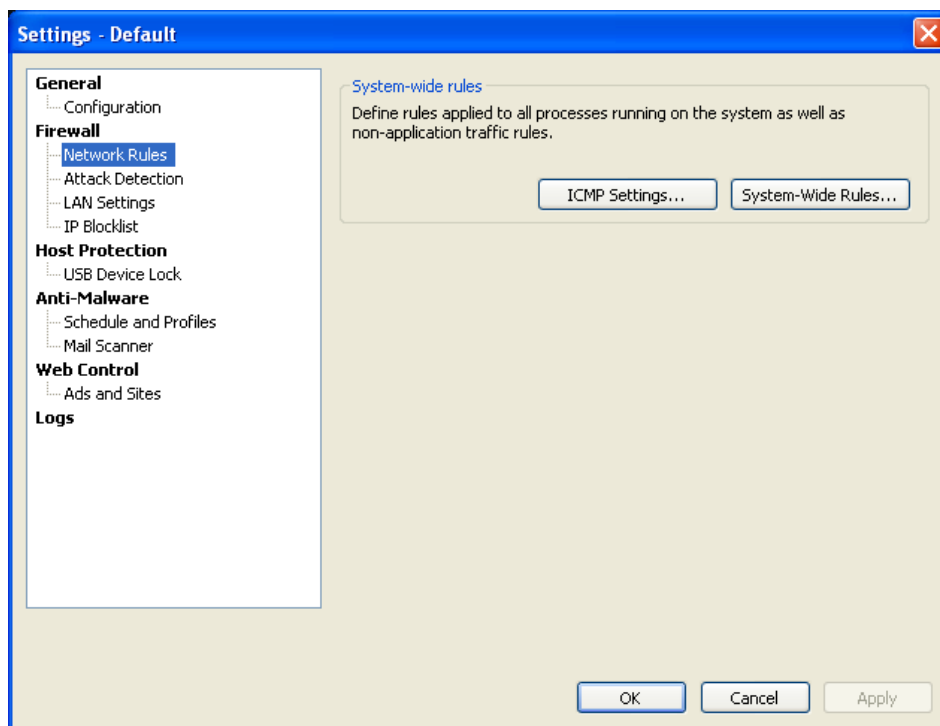 Settings - Default
General
Configuration
Firewall
Network Rules
Attack Detection
LAN Settings
IP Blocklist
Host Protection
USB Device Lock
Anti-Malware
Schedule and Profiles
Mail Scanner
Web Control
Ads and Sites
Logs
System-wide rules
Define rules applied to all processes running on the system as well as
non-application traffic rules.
ICMP Settings...
System-Wide Rules...
OK
Cancel
Apply